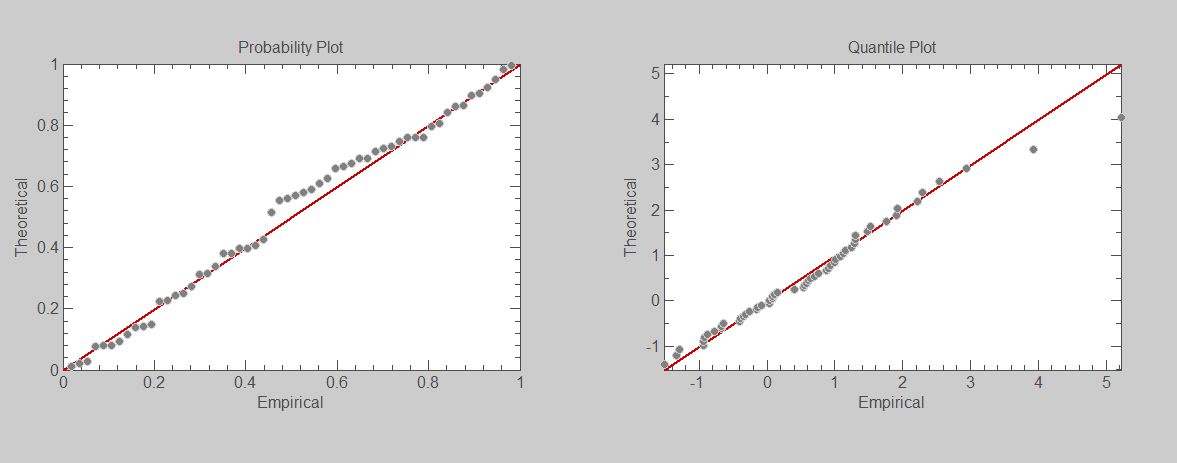 Probability Plot
1
0.8
0.6
0.4
0.2
0
Theoretical
0 0.2 0.4 0.6 0.8 1
Empirical
Quantile Plot
5
4
3
2
1
0
-1
Theoretical
-1 0 1 2 3 4 5
Empirical